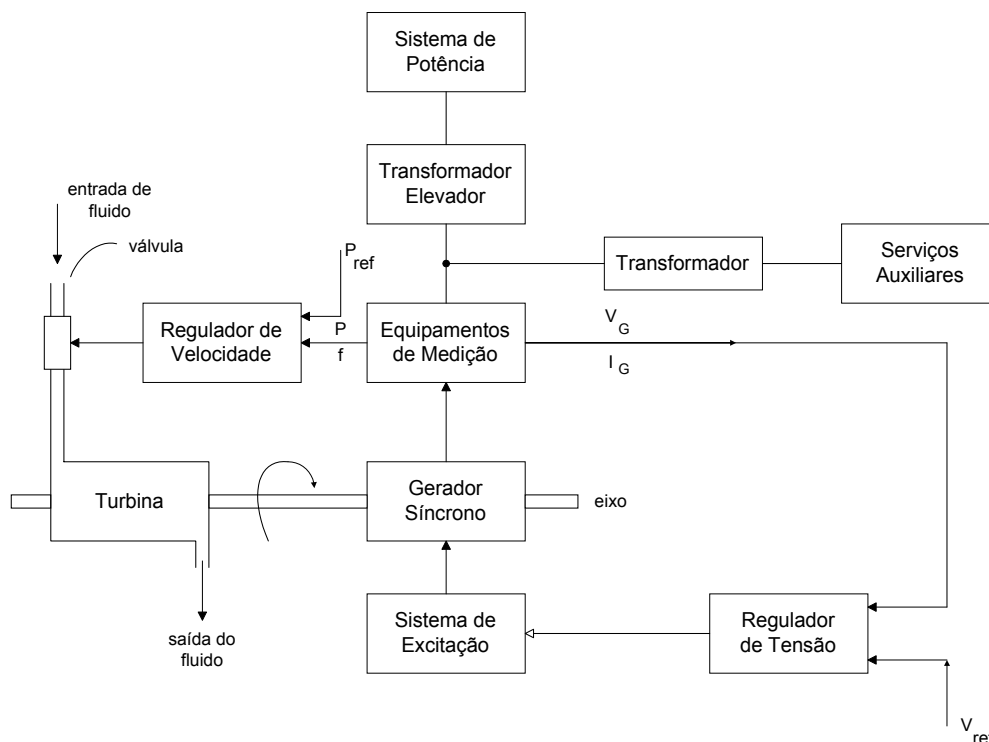 Sistema de
Potência
Transformador
Elevador
entrada de
fluido
válvula
P
ref
Transformador
Serviços
Auxiliares
Regulador de
Velocidade
P
f
Equipamentos
de Medição
V
G
I
G
Turbina
Gerador
Síncrono
eixo
saída do
fluido
Sistema de
Excitação
Regulador
de Tensão
V
ref